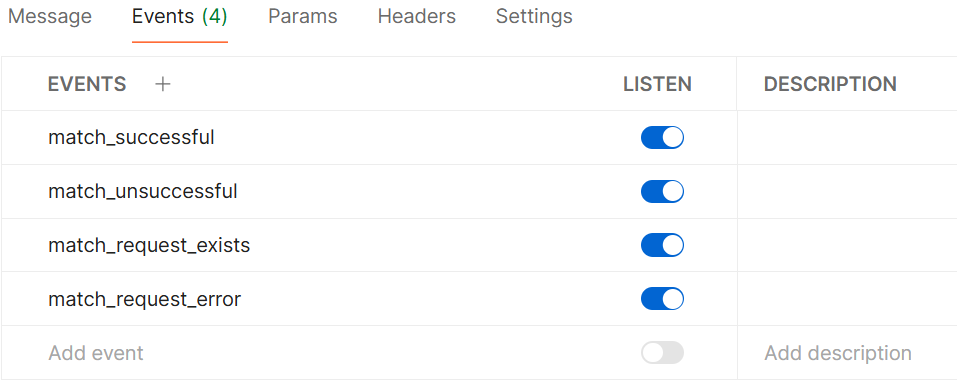 Message Events (4) Params Headers Settings
EVENTS + LISTEN DESCRIPTION
match_successful
match_unsuccessful
match_request_exists
match_request_error
Add event Add description